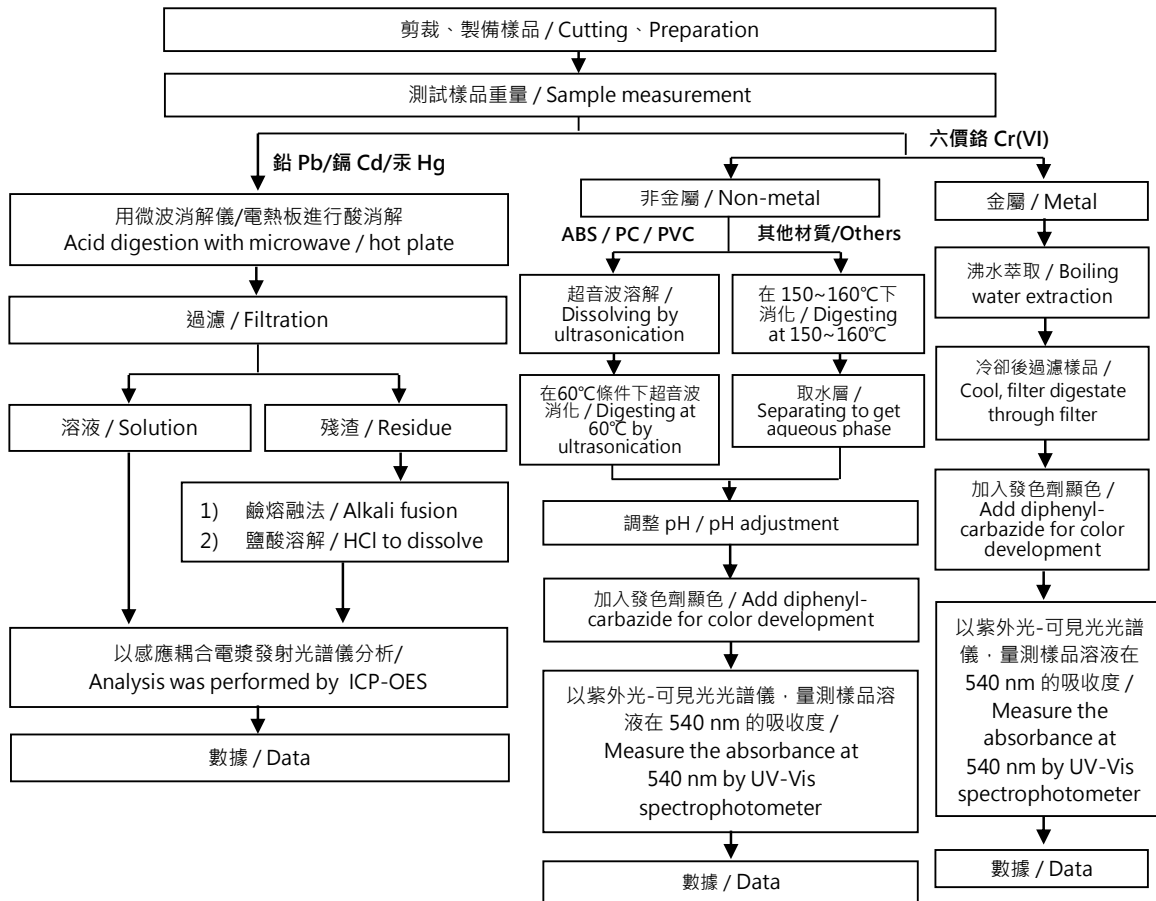 剪裁、製備樣品 / Cutting、Preparation
測試樣品重量 / Sample measurement
鉛 Pb/鎘 Cd/汞 Hg
用微波消解儀/電熱板進行酸消解
Acid digestion with microwave / hot plate
過濾 / Filtration
溶液 / Solution
殘渣 / Residue
1) 鹼熔融法 / Alkali fusion
2) 鹽酸溶解 / HCl to dissolve
以感應耦合電漿發射光譜儀分析/
Analysis was performed by ICP-OES
數據 / Data
六價鉻 Cr(VI)
非金屬 / Non-metal
ABS / PC / PVC
其他材質/Others
超音波溶解 /
Dissolving by
ultrasonication
在60℃條件下超音波
消化 / Digesting at
60℃ by
ultrasonication
在 150~160℃下
消化 / Digesting
at 150~160℃
取水層 /
Separating to get
aqueous phase
調整 pH / pH adjustment
加入發色劑顯色 / Add diphenyl-
carbazide for color development
以紫外光-可見光光譜儀，量測樣品溶
液在 540 nm 的吸收度 /
Measure the absorbance at
540 nm by UV-Vis
spectrophotometer
數據 / Data
金屬 / Metal
沸水萃取 / Boiling
water extraction
冷卻後過濾樣品 /
Cool, filter digestate
through filter
加入發色劑顯色 /
Add diphenyl-
carbazide for color
development
以紫外光-可見光光譜
儀，量測樣品溶液在
540 nm 的吸收度 /
Measure the
absorbance at
540 nm by UV-Vis
spectrophotometer
數據 / Data